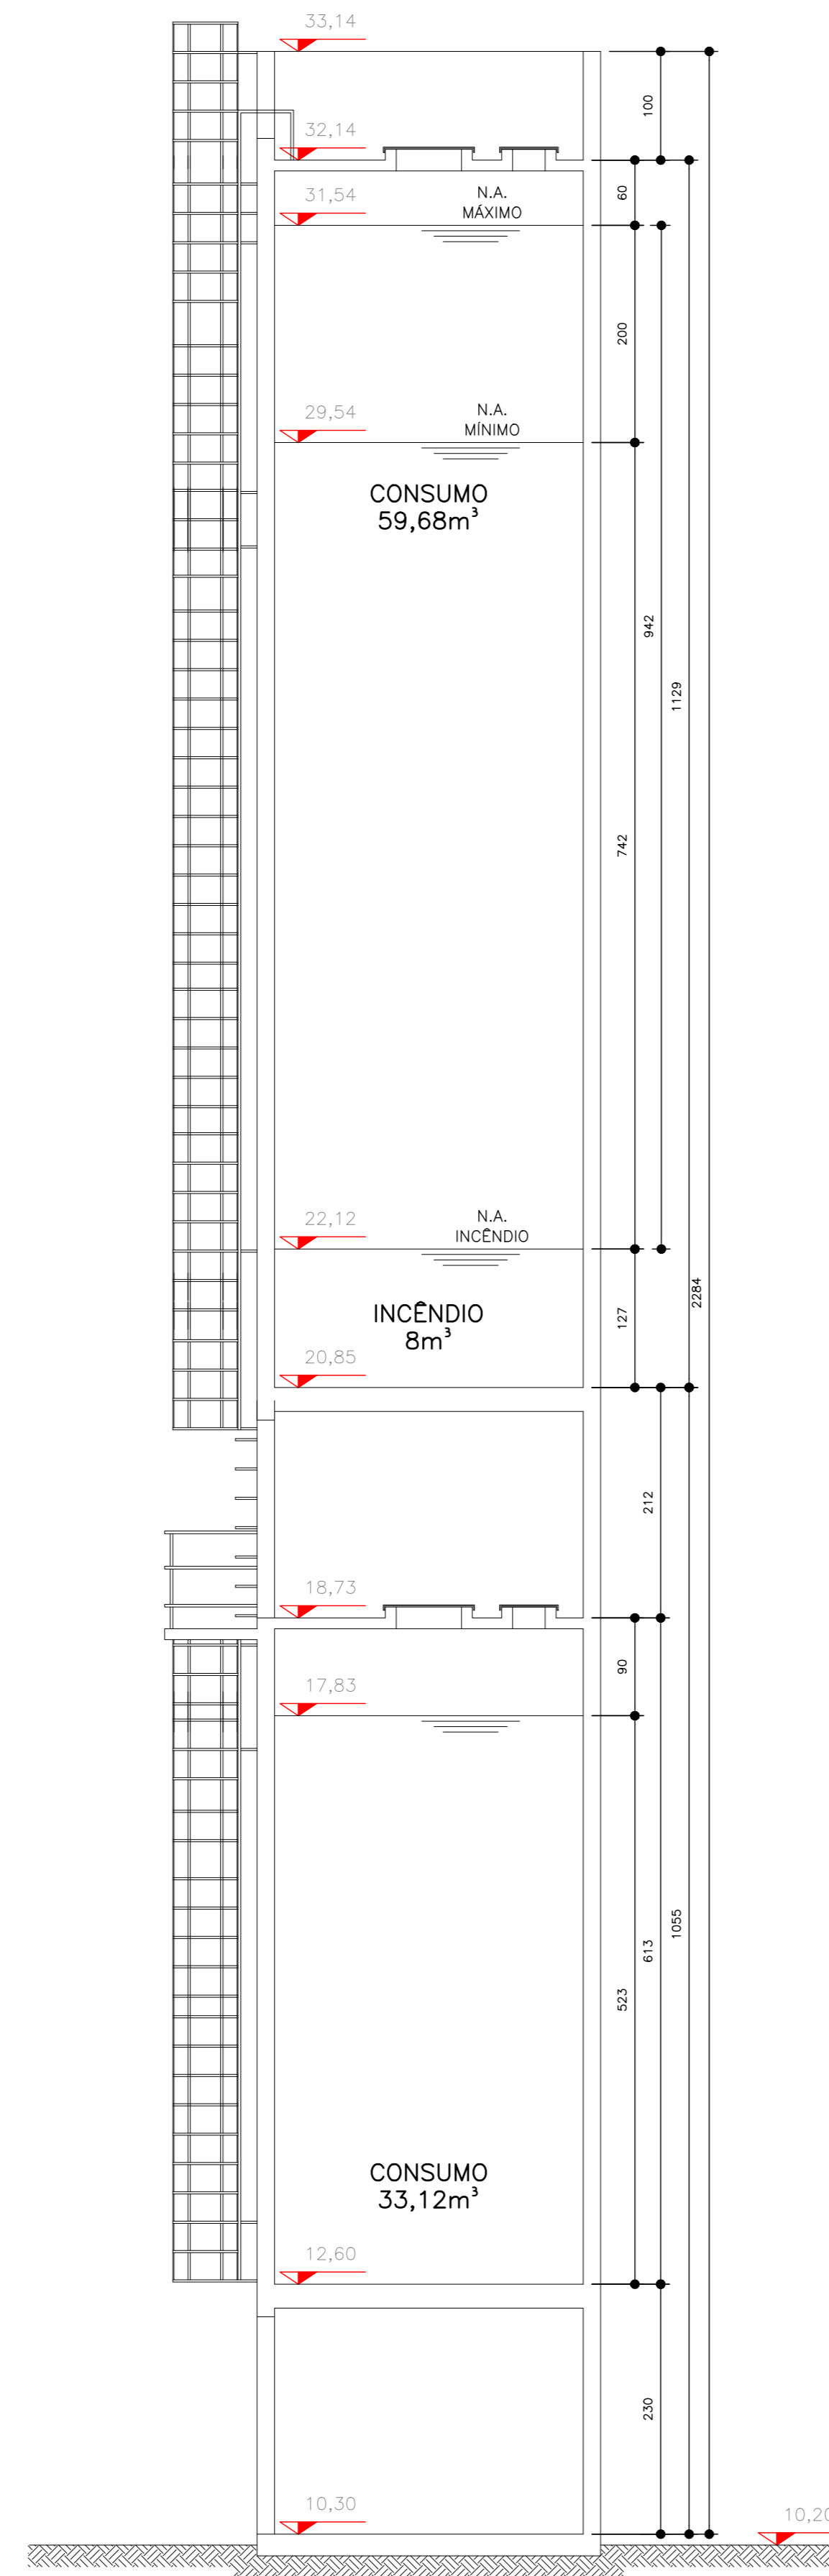 33,14
100
32,14
60
N.A.
MÁXIMO
31,54
200
N.A.
MÍNIMO
29,54
CONSUMO
59,68m³
942
1129
742
N.A.
INCÊNDIO
22,12
2284
INCÊNDIO
8m³
127
20,85
212
18,73
90
17,83
1055
613
523
CONSUMO
33,12m³
12,60
230
10,30
10,20